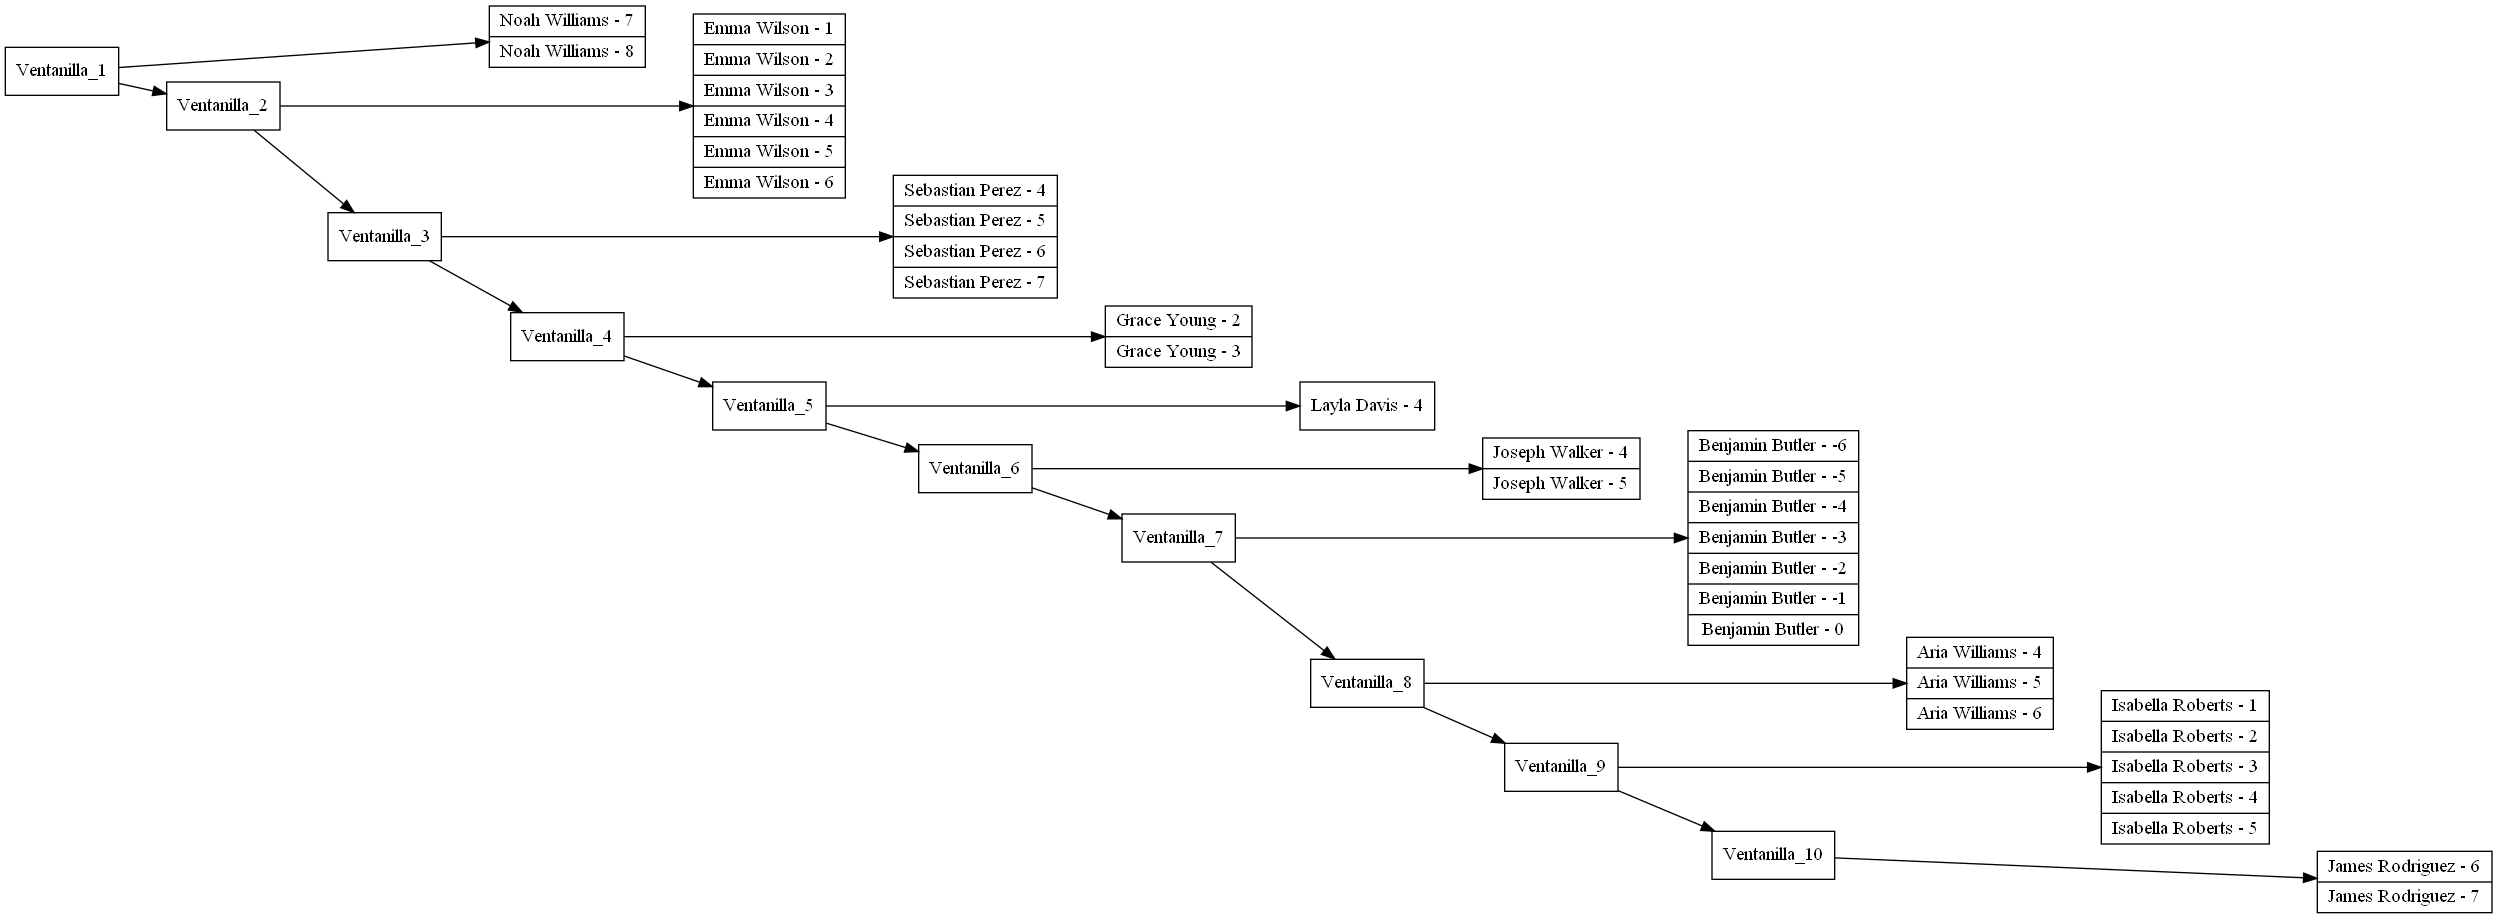 Ventanilla_1
Noah Williams - 7
Noah Williams - 8
Ventanilla_2
Emma Wilson - 1
Emma Wilson - 2
Emma Wilson - 3
Emma Wilson - 4
Emma Wilson - 5
Emma Wilson - 6
Ventanilla_3
Sebastian Perez - 4
Sebastian Perez - 5
Sebastian Perez - 6
Sebastian Perez - 7
Ventanilla_4
Grace Young - 2
Grace Young - 3
Ventanilla_5
Layla Davis - 4
Ventanilla_6
Joseph Walker - 4
Joseph Walker - 5
Ventanilla_7
Benjamin Butler - -6
Benjamin Butler - -5
Benjamin Butler - -4
Benjamin Butler - -3
Benjamin Butler - -2
Benjamin Butler - -1
Benjamin Butler - 0
Ventanilla_8
Aria Williams - 4
Aria Williams - 5
Aria Williams - 6
Ventanilla_9
Isabella Roberts - 1
Isabella Roberts - 2
Isabella Roberts - 3
Isabella Roberts - 4
Isabella Roberts - 5
Ventanilla_10
James Rodriguez - 6
James Rodriguez - 7